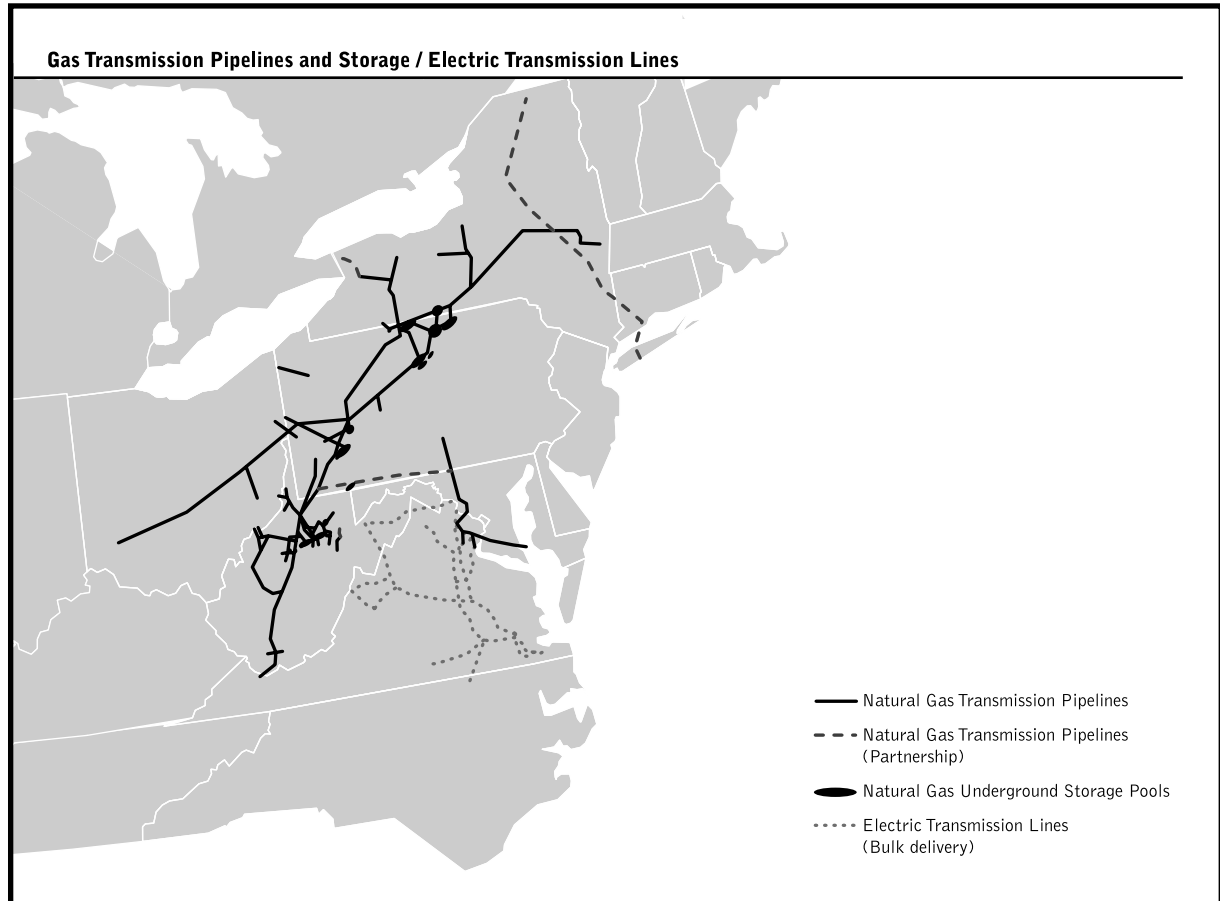 Gas Transmission Pipelines and Storage / Electric Transmission Lines
Natural Gas Transmission Pipelines
Natural Gas Transmission Pipelines
(Partnership)
Natural Gas Underground Storage Pools
Electric Transmission Lines
(Bulk delivery)